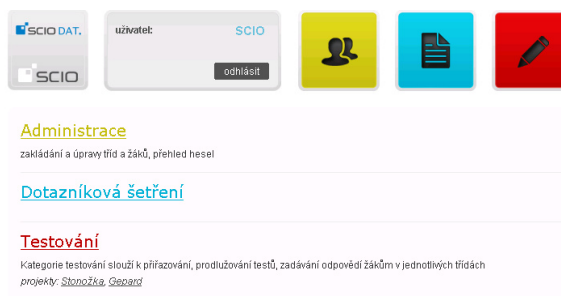 SCIO DAT.
SCIO
uživatel: SCIO
odhlásit
Administrace
zakládání a úpravy tříd a žáků, přehled hesel
Dotazníková šetření
Testování
Kategorie testování slouží k přiřazování, prodlužování testů, zadávání odpovědí žákům v jednotlivých třídách
projekty: Stonožka, Gepard